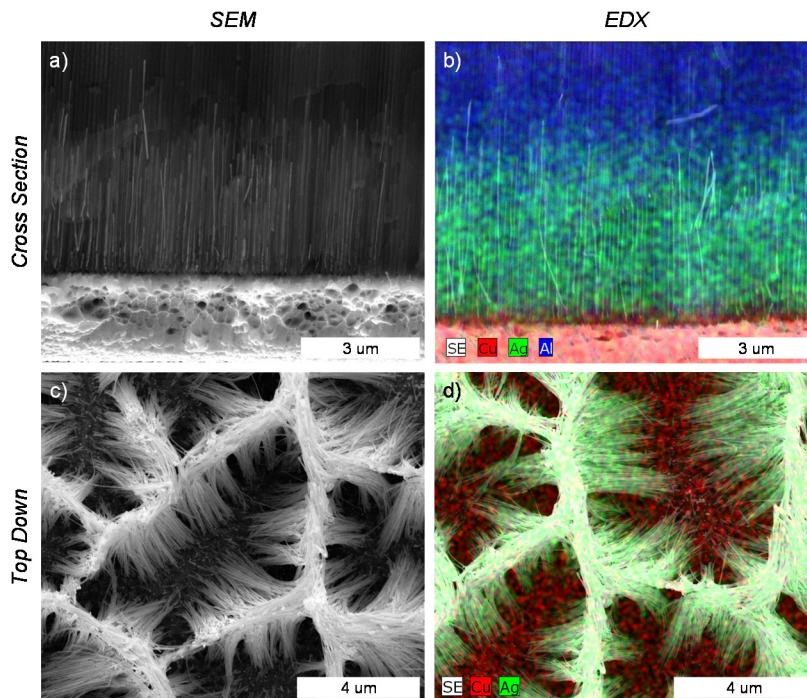 SEM
EDX
Cross Section
a)
b)
3 um
SE Cu Ag Al
3 um
Top Down
c)
d)
4 um
SE Cu Ag
4 um